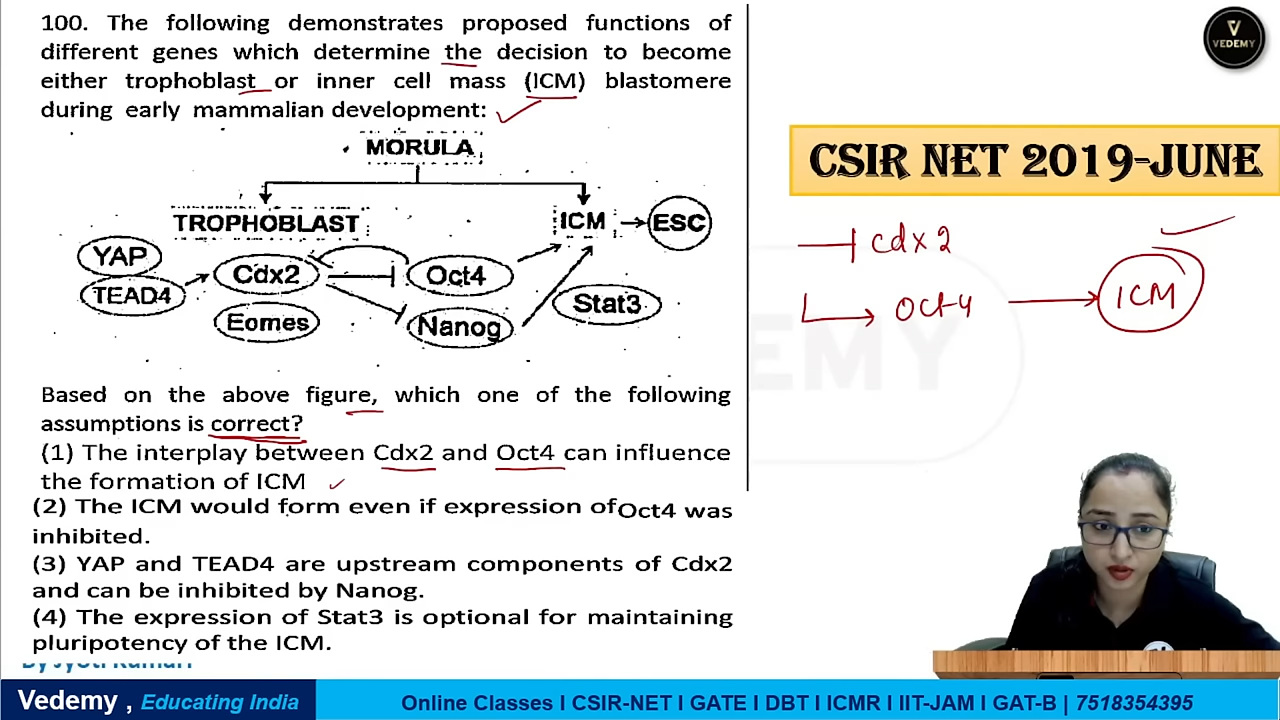 100. The following demonstrates proposed functions of
different genes which determine the decision to become
either trophoblast or inner cell mass (ICM) blastomere
during early mammalian development:
MORULA
TROPHOBLAST
ICM
ESC
YAP
TEAD4
Cdx2
Oct4
Eomes
Nanog
Stat3
Based on the above figure, which one of the following
assumptions is correct?
(1) The interplay between Cdx2 and Oct4 can influence
the formation of ICM
(2) The ICM would form even if expression of Oct4 was
inhibited.
(3) YAP and TEAD4 are upstream components of Cdx2
and can be inhibited by Nanog.
(4) The expression of Stat3 is optional for maintaining
pluripotency of the ICM.
By Jyoti Kumari
V
VEDEMY
CSIR NET 2019-JUNE
cdx2
Oct4
ICM
EMY
Vedemy , Educating India
Online Classes I CSIR-NET I GATE I DBT I ICMR I IIT-JAM I GAT-B | 7518354395